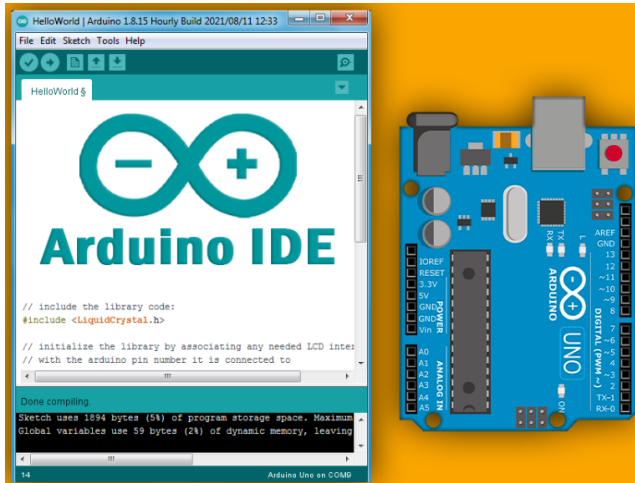 HelloWorld | Arduino 1.8.15 Hourly Build 2021/08/11 12:33
File Edit Sketch Tools Help
HelloWorld §
Arduino IDE
// include the library code:
#include <LiquidCrystal.h>
// initialize the library by associating any needed LCD inter
// with the arduino pin number it is connected to
Done compiling.
Sketch uses 1894 bytes (5%) of program storage space. Maximum
Global variables use 59 bytes (2%) of dynamic memory, leaving
14
Arduino Uno on COM9
RX
TX
L
IOREF
RESET
3.3V
5V
GND
GND
Vin
POWER
A0
A1
A2
A3
A4
A5
ANALOG IN
ARDUINO
UNO
ON
AREF
GND
13
12
~11
~10
~9
8
7
~6
~5
4
~3
2
TX-1
RX-0
DIGITAL (PWM ~)